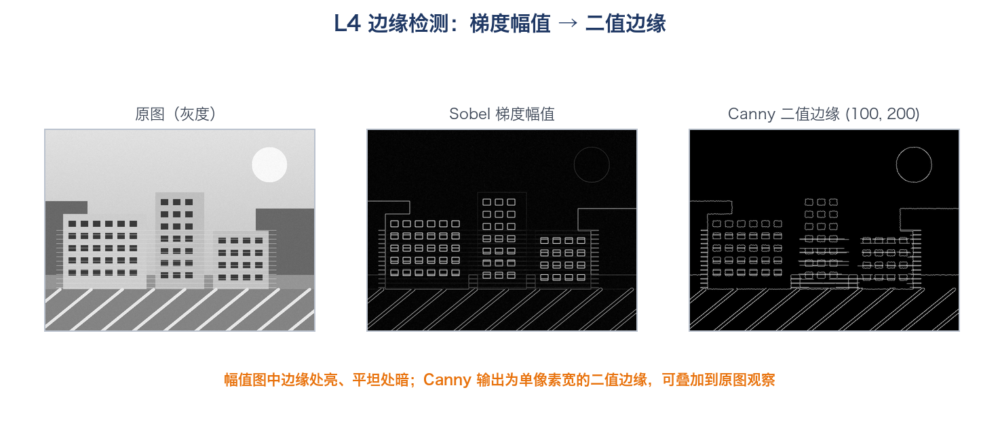 L4 边缘检测：梯度幅值 → 二值边缘
原图（灰度）
Sobel 梯度幅值
Canny 二值边缘 (100, 200)
幅值图中边缘处亮、平坦处暗；Canny 输出为单像素宽的二值边缘，可叠加到原图观察